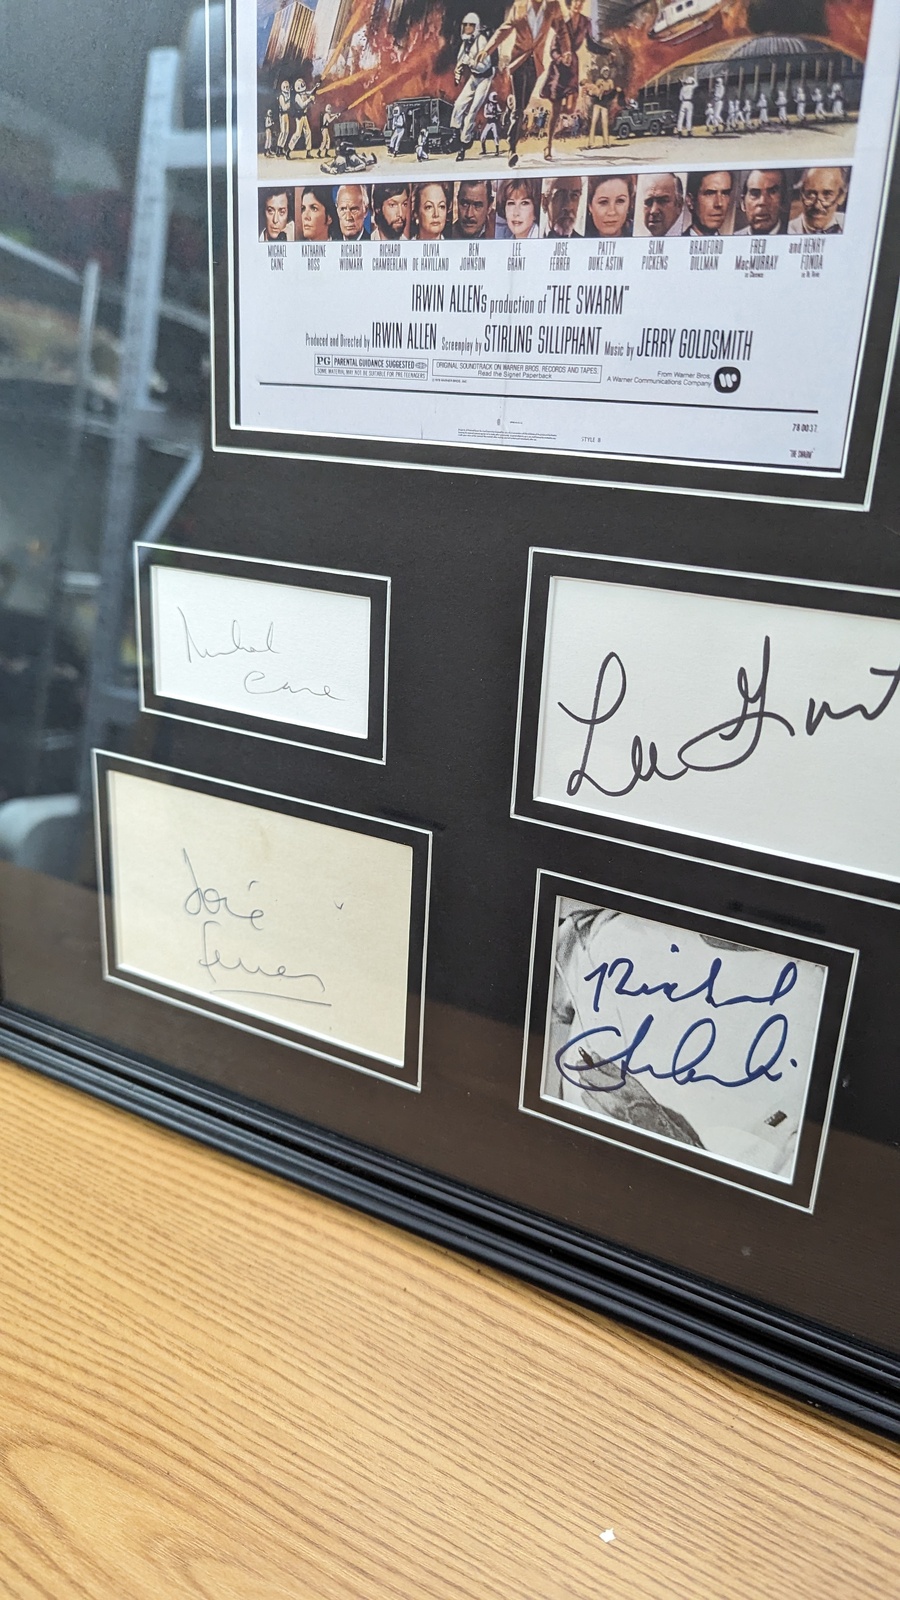 MICHAEL CAINE
KATHARINE ROSS
RICHARD WIDMARK
RICHARD CHAMBERLAIN
OLIVIA DE HAVILLAND
BEN JOHNSON
LEE GRANT
JOSE FERRER
PATTY DUKE ASTIN
SLIM PICKENS
BRADFORD DILLMAN
FRED MacMURRAY
and HENRY FONDA
IRWIN ALLEN's production of "THE SWARM"
Produced and Directed by IRWIN ALLEN Screenplay by STIRLING SILLIPHANT Music by JERRY GOLDSMITH
PG PARENTAL GUIDANCE SUGGESTED
SOME MATERIAL MAY NOT BE SUITABLE FOR PRE-TEENAGERS
ORIGINAL SOUNDTRACK ON WARNER BROS. RECORDS AND TAPES.
Read the Signet Paperback
From Warner Bros.
A Warner Communications Company
STYLE B
780037
"THE SWARM"
Michael
Caine
Lee Grant
José
Ferrer
Richard
Chamberlain